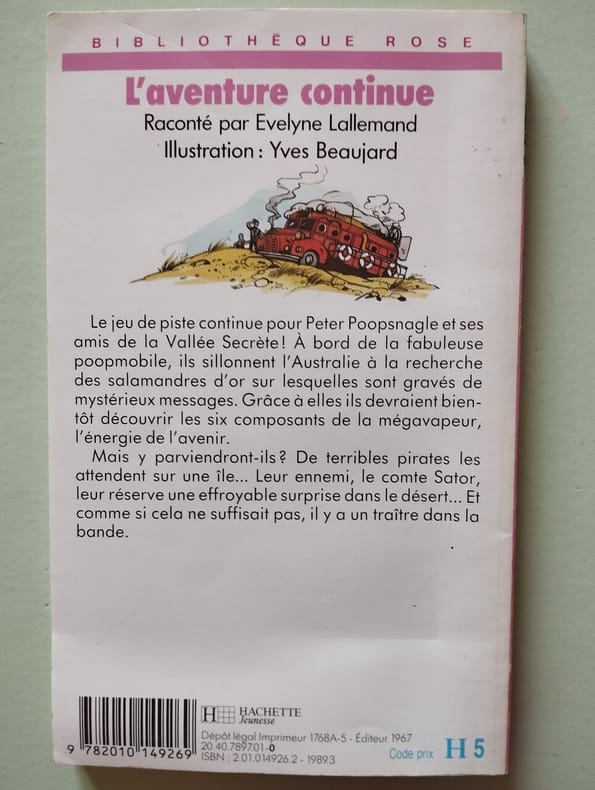 BIBLIOTHÈQUE ROSE
L'aventure continue
Raconté par Evelyne Lallemand
Illustration : Yves Beaujard
Le jeu de piste continue pour Peter Poopsnagle et ses
amis de la Vallée Secrète ! À bord de la fabuleuse
poopmobile, ils sillonnent l'Australie à la recherche
des salamandres d'or sur lesquelles sont gravés de
mystérieux messages. Grâce à elles ils devraient bien-
tôt découvrir les six composants de la mégavapeur,
l'énergie de l'avenir.
Mais y parviendront-ils ? De terribles pirates les
attendent sur une île... Leur ennemi, le comte Sator,
leur réserve une effroyable surprise dans le désert... Et
comme si cela ne suffisait pas, il y a un traître dans la
bande.
H HACHETTE
Jeunesse
Dépôt légal Imprimeur 1768A-5 - Éditeur 1967
20.40.7897.01-0
ISBN : 2.01.014926.2 - 1989.3
9 782010 149269
Code prix H 5